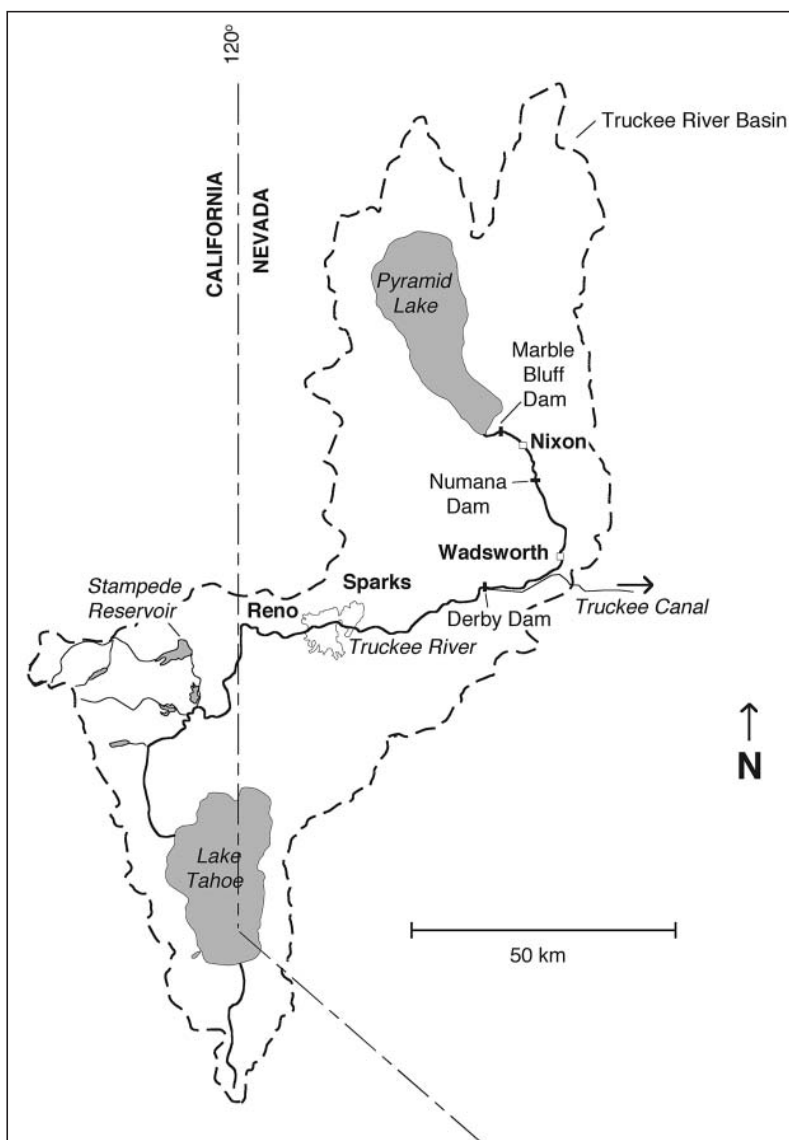 120°
Truckee River Basin
CALIFORNIA
NEVADA
Pyramid
Lake
Marble
Bluff
Dam
Nixon
Numana
Dam
Wadsworth
Stampede
Reservoir
Sparks
Reno
Derby Dam
Truckee Canal
Truckee River
N
Lake
Tahoe
50 km